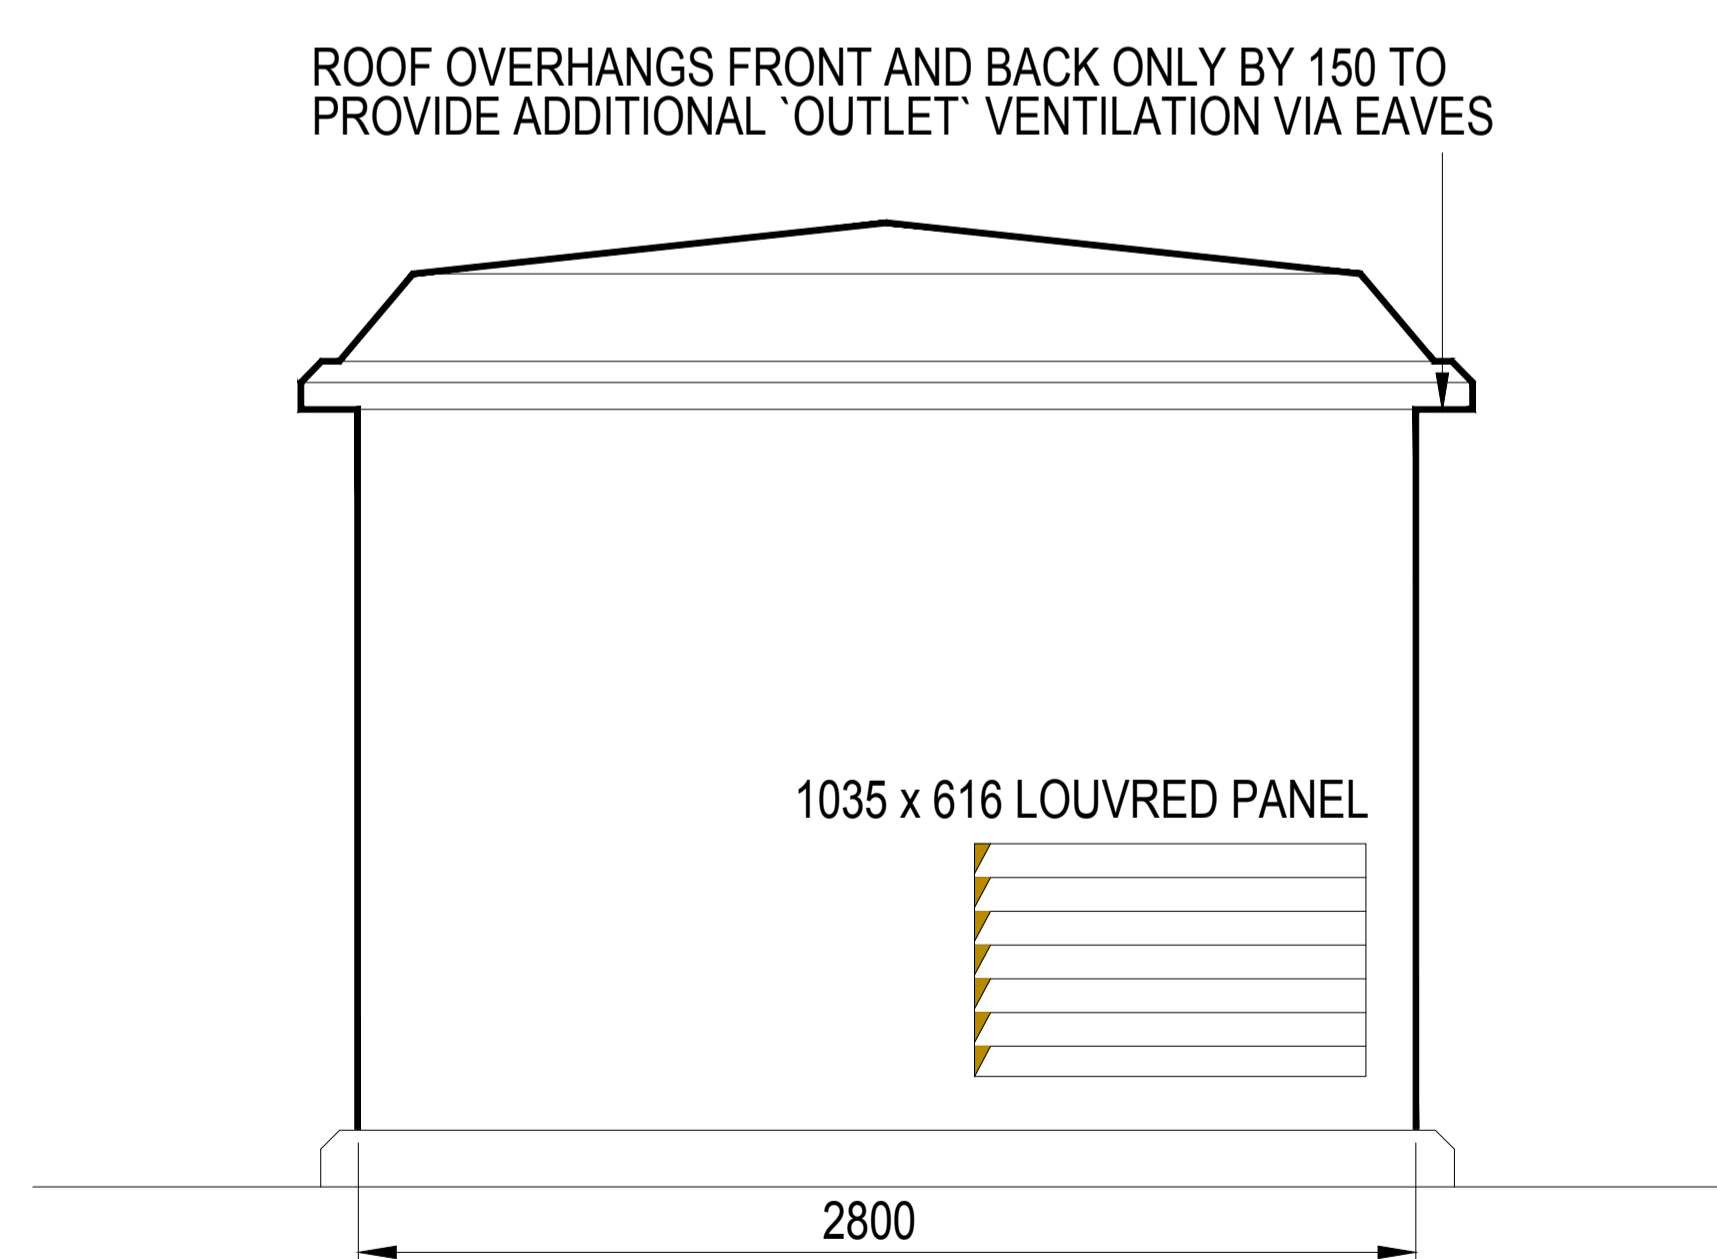 ROOF OVERHANGS FRONT AND BACK ONLY BY 150 TO
PROVIDE ADDITIONAL `OUTLET` VENTILATION VIA EAVES
1035 x 616 LOUVRED PANEL
2800